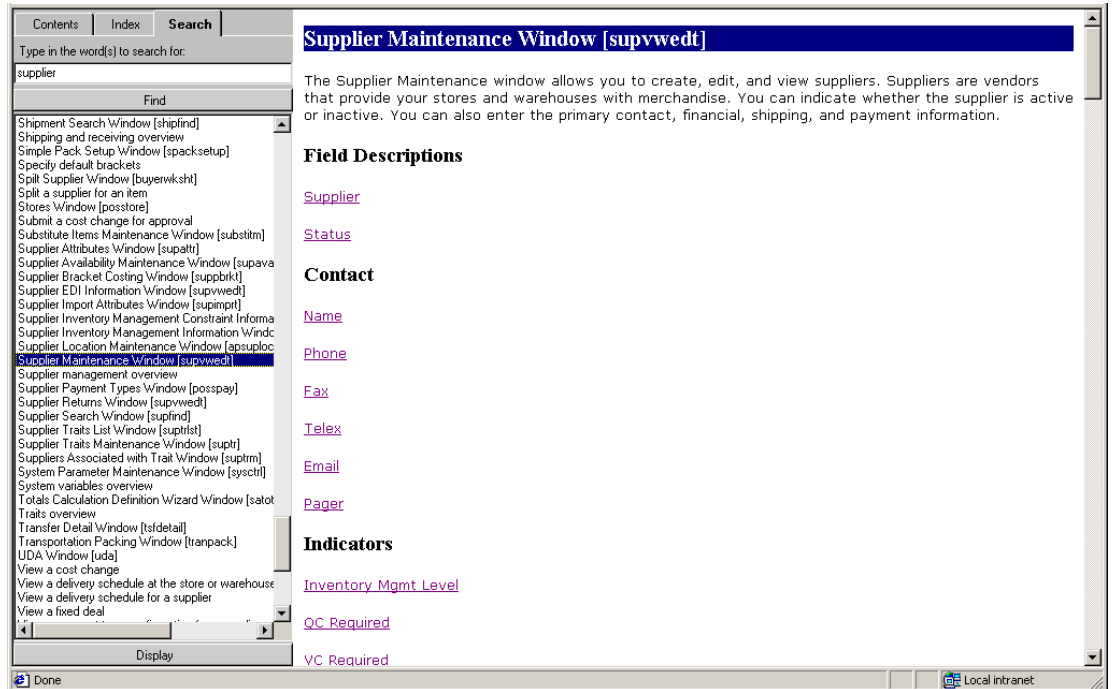 Contents Index Search
Type in the word(s) to search for:
supplier
Find
Shipment Search Window [shipfind]
Shipping and receiving overview
Simple Pack Setup Window [spacksetup]
Specify default brackets
Spilt Supplier Window [buyerwksht]
Split a supplier for an item
Stores Window [posstore]
Submit a cost change for approval
Substitute Items Maintenance Window [substitm]
Supplier Attributes Window [supattr]
Supplier Availability Maintenance Window [supava
Supplier Bracket Costing Window [suppbrkt]
Supplier EDI Information Window [supvwedt]
Supplier Import Attributes Window [supimprt]
Supplier Inventory Management Constraint Informa
Supplier Inventory Management Information Windc
Supplier Location Maintenance Window [apsuploc
Supplier Maintenance Window [supvwedt]
Supplier management overview
Supplier Payment Types Window [posspay]
Supplier Returns Window [supvwedt]
Supplier Search Window [supfind]
Supplier Traits List Window [suptrlst]
Supplier Traits Maintenance Window [suptr]
Suppliers Associated with Trait Window [suptrm]
System Parameter Maintenance Window [sysctrl]
System variables overview
Totals Calculation Definition Wizard Window [satot
Traits overview
Transfer Detail Window [tsfdetail]
Transportation Packing Window [tranpack]
UDA Window [uda]
View a cost change
View a delivery schedule at the store or warehouse
View a delivery schedule for a supplier
View a fixed deal
Display
Supplier Maintenance Window [supvwedt]
The Supplier Maintenance window allows you to create, edit, and view suppliers. Suppliers are vendors
that provide your stores and warehouses with merchandise. You can indicate whether the supplier is active
or inactive. You can also enter the primary contact, financial, shipping, and payment information.
Field Descriptions
Supplier
Status
Contact
Name
Phone
Fax
Telex
Email
Pager
Indicators
Inventory Mgmt Level
QC Required
VC Required
Done
Local intranet